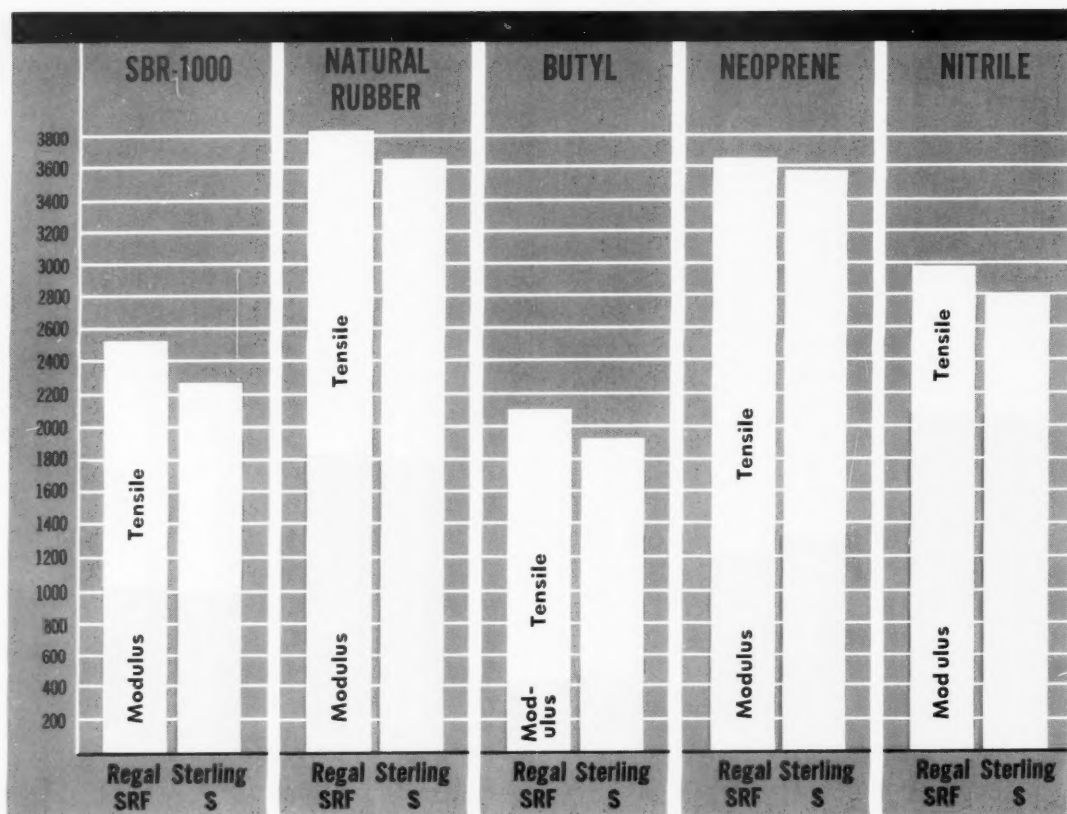 SBR-1000
NATURAL
RUBBER
BUTYL
NEOPRENE
NITRILE
3800
3600
3400
3200
3000
2800
2600
2400
2200
2000
1800
1600
1400
1200
1000
800
600
400
200
Tensile
Modulus
Tensile
Modulus
Tensile
Mod-
ulus
Tensile
Modulus
Tensile
Mod ulus
Regal Sterling
SRF S
Regal Sterling
SRF S
Regal Sterling
SRF S
Regal Sterling
SRF S
Regal Sterling
SRF S